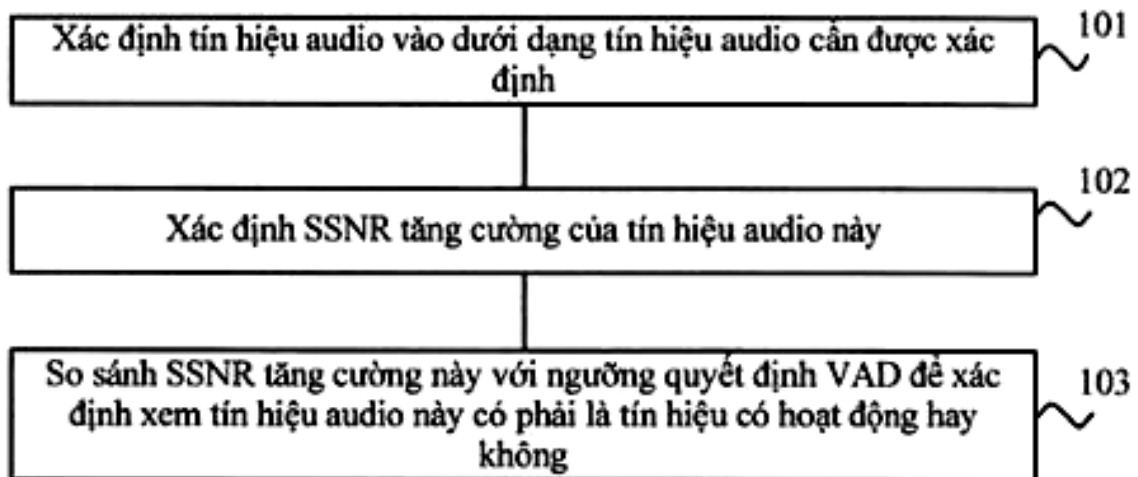 Xác định tín hiệu audio vào dưới dạng tín hiệu audio cần được xác
định
101
Xác định SSNR tăng cường của tín hiệu audio này
102
So sánh SSNR tăng cường này với ngưỡng quyết định VAD để xác
định xem tín hiệu audio này có phải là tín hiệu có hoạt động hay
không
103